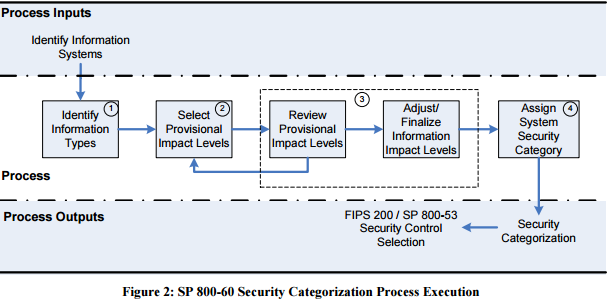 Process Inputs
Identify Information
Systems
1
Identify
Information
Types
2
Select
Provisional
Impact Levels
3
Review
Provisional
Impact Levels
Adjust/
Finalize
Information
Impact Levels
4
Assign
System
Security
Category
Process
Process Outputs
FIPS 200 / SP 800-53
Security Control
Selection
Security
Categorization
Figure 2: SP 800-60 Security Categorization Process Execution